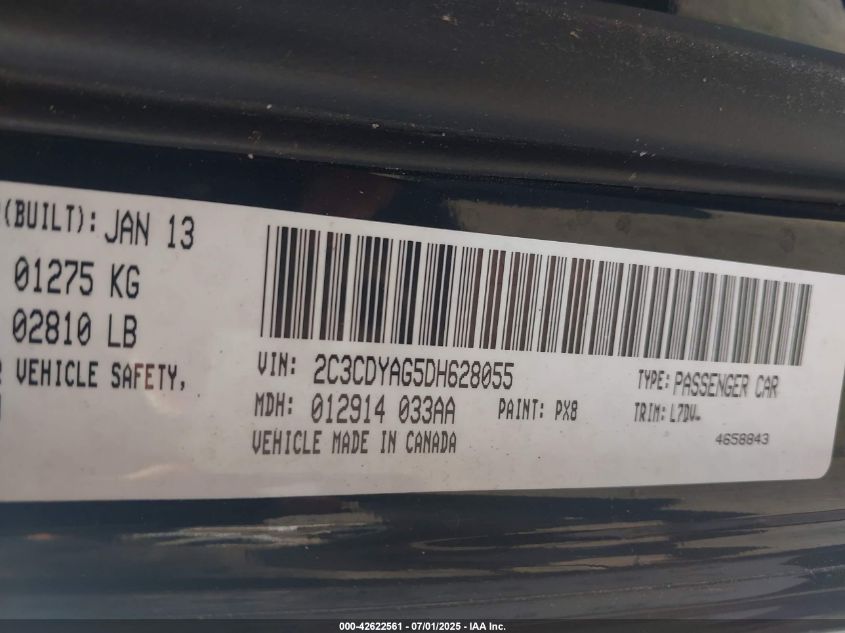 (BUILT): JAN 13
01275 KG
02810 LB
VEHICLE SAFETY,
VIN: 2C3CDYAG5DH628055
TYPE: PASSENGER CAR
MDH: 012914 033AA
PAINT: PX8
TRIM: L7DV-
VEHICLE MADE IN CANADA
4658843
000-42622561 - 07/01/2025 - IAA Inc.